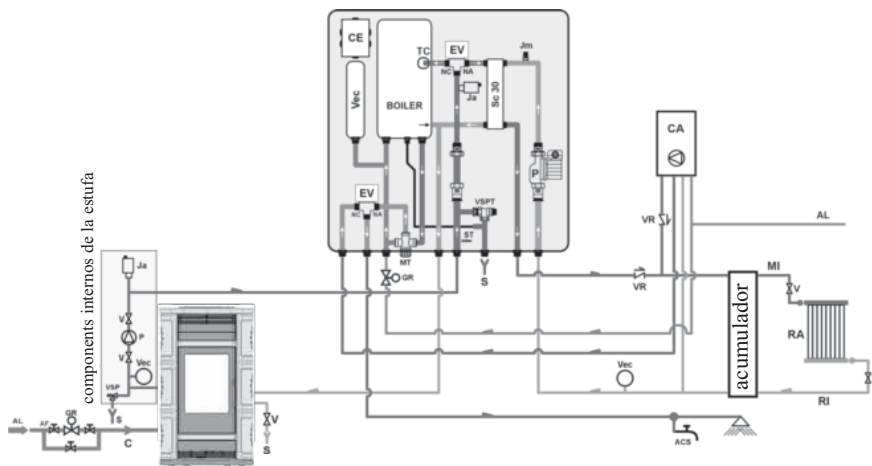 CE
Vec
BOILER
TC
EV
NC
NA
Ja
Sc 30
Jm
P
EV
NC
NA
MT
VSPT
ST
S
GR
CA
VR
AL
VR
MI
V
acumulador
RA
RI
Vec
ACS
components internos de la estufa
Ja
V
P
V
Vec
VSP
S
GR
AL
AF
C
V
S